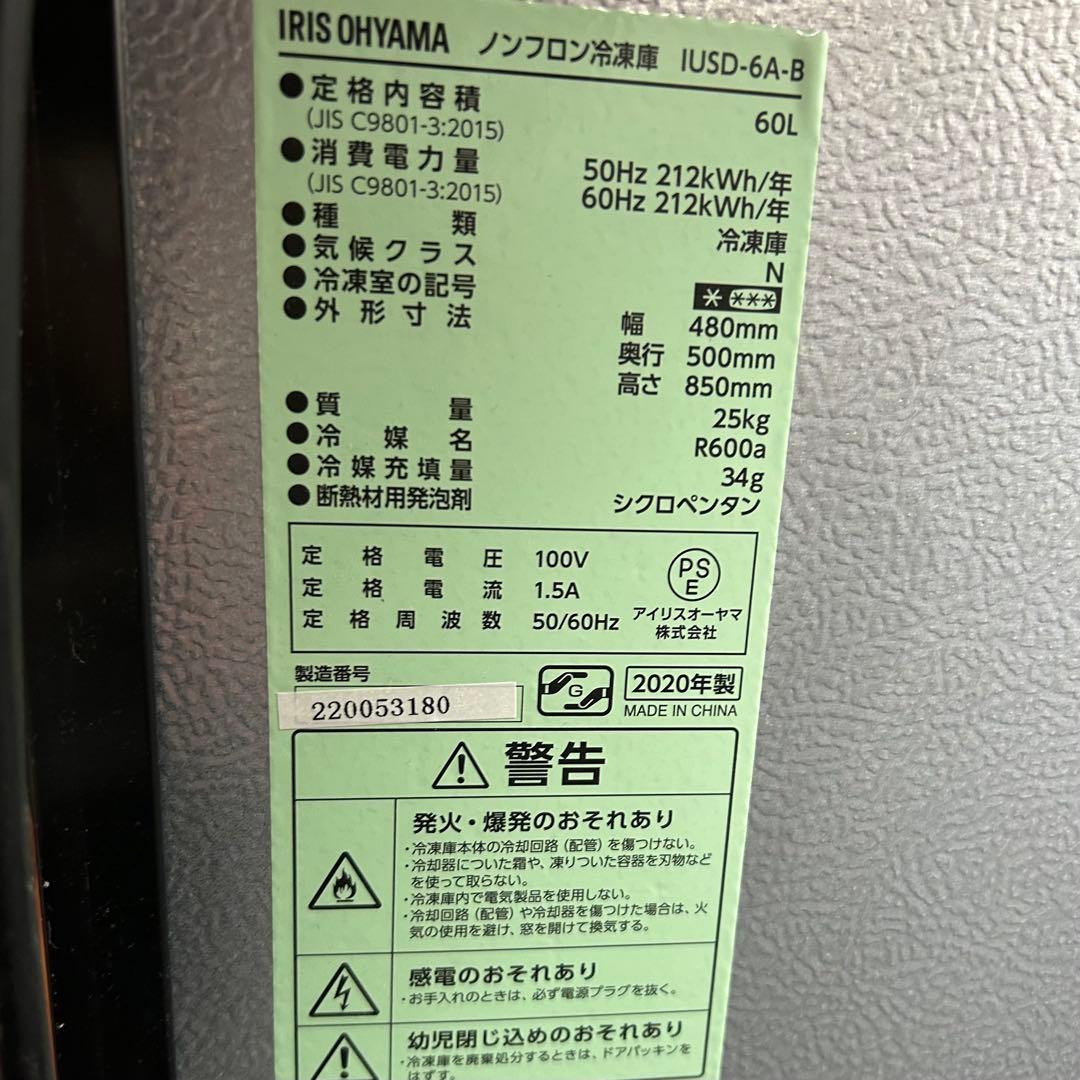 IRIS OHYAMA ノンフロン冷凍庫 IUSD-6A-B
●定格内容積 60L
(JIS C9801-3:2015)
●消費電力量 50Hz 212kWh/年
(JIS C9801-3:2015) 60Hz 212kWh/年
●種類 冷凍庫
●気候クラス N
●冷凍室の記号 * ***
●外形寸法 幅 480mm
奥行 500mm
高さ 850mm
●質量 25kg
●冷媒名 R600a
●冷媒充填量 34g
●断熱材用発泡剤 シクロペンタン
定格電圧 100V
定格電流 1.5A
定格周波数 50/60Hz
PS
E
アイリスオーヤマ
株式会社
製造番号
220053180
G
2020年製
MADE IN CHINA
警告
発火・爆発のおそれあり
・冷凍庫本体の冷却回路(配管)を傷つけない。
・冷却器についた霜や、凍りついた容器を刃物など
を使って取らない。
・冷凍庫内で電気製品を使用しない。
・冷却回路(配管)や冷却器を傷つけた場合は、火
気の使用を避け、窓を開けて換気する。
感電のおそれあり
・お手入れのときは、必ず電源プラグを抜く。
幼児閉じ込めのおそれあり
・冷凍庫を廃棄処分するときは、ドアパッキンを
はずす。